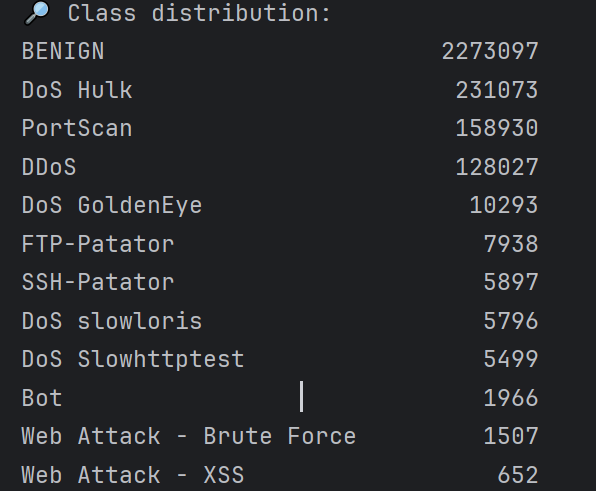 🔎 Class distribution:
BENIGN 2273097
DoS Hulk 231073
PortScan 158930
DDoS 128027
DoS GoldenEye 10293
FTP-Patator 7938
SSH-Patator 5897
DoS slowloris 5796
DoS Slowhttptest 5499
Bot 1966
Web Attack - Brute Force 1507
Web Attack - XSS 652